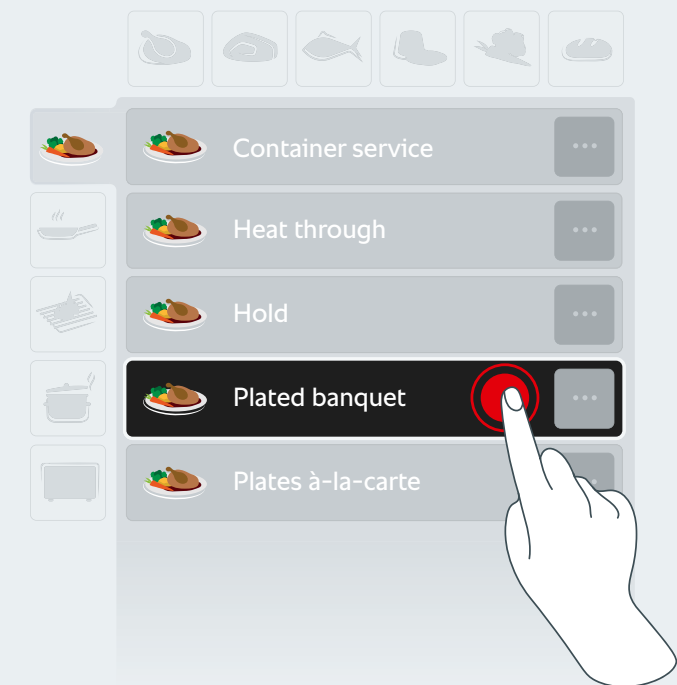 Container service
Heat through
Hold
Plated banquet
Plates à-la-carte